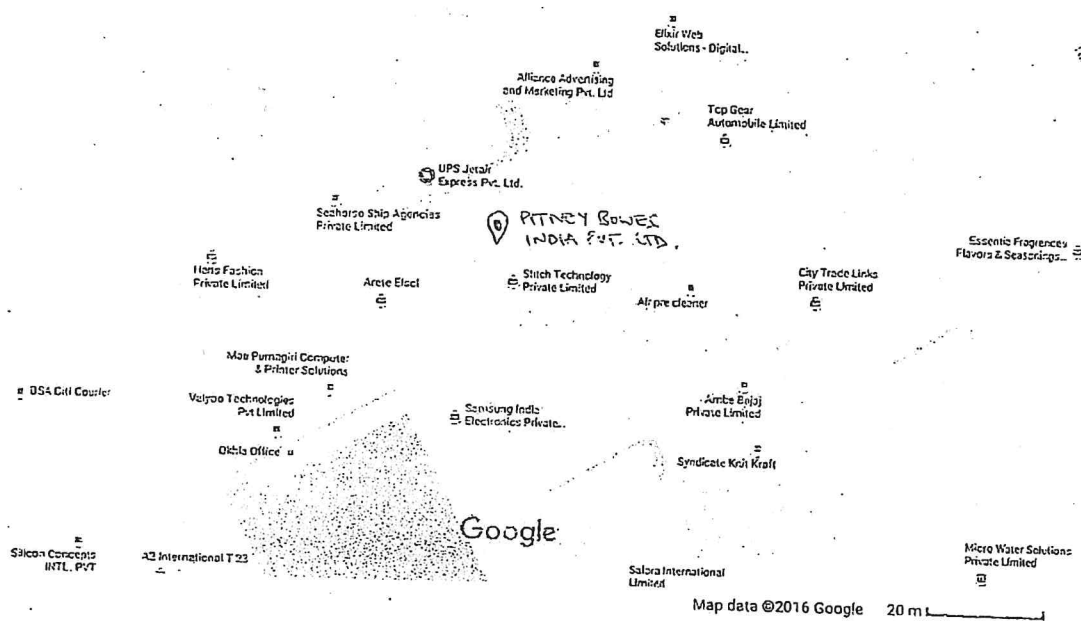 Elixir Web
Solutions - Digital..
Alliance Advertising
and Marketing Pvt. Ltd
Top Gear
Automobile Limited
UPS Jetair
Express Pvt. Ltd.
Seahorse Ship Agencies
Private Limited
PITNEY BOWES
INDIA PVT. LTD.
Essentia Fragrences
Flavors & Seasonings...
Hans Fashion
Private Limited
Arete Elsel
Stitch Technology
Private Limited
Air pre cleaner
City Trade Links
Private Limited
Maa Purnagiri Computer
& Printer Solutions
DSA Citi Courier
Valyoo Technologies
Pvt Limited
Samsung India
Electronics Private...
Ambe Bajaj
Private Limited
Okhla Office
Syndicate Knit Kraft
Google
Silicon Concepts
INTL. PVT
A2 International T 23
Salora International
Limited
Micro Water Solutions
Private Limited
Map data ©2016 Google 20 m